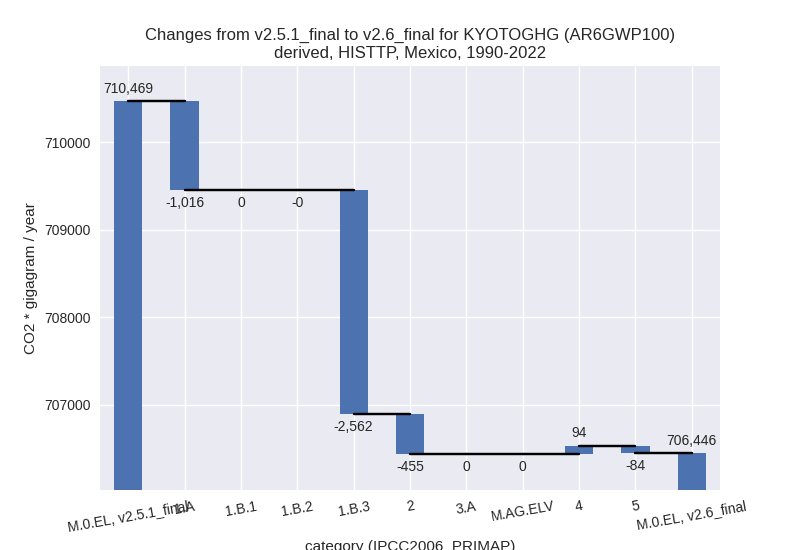 Changes from v2.5.1_final to v2.6_final for KYOTOGHG (AR6GWP100)
derived, HISTTP, Mexico, 1990-2022
CO2 * gigagram / year
710000
709000
708000
707000
710,469
-1,016
0
-0
-2,562
-455
0
0
94
-84
706,446
M.0.EL, v2.5.1_final
1.A
1.B.1
1.B.2
1.B.3
2
3.A
M.AG.ELV
4
5
M.0.EL, v2.6_final
category (IPCC2006_PRIMAP)